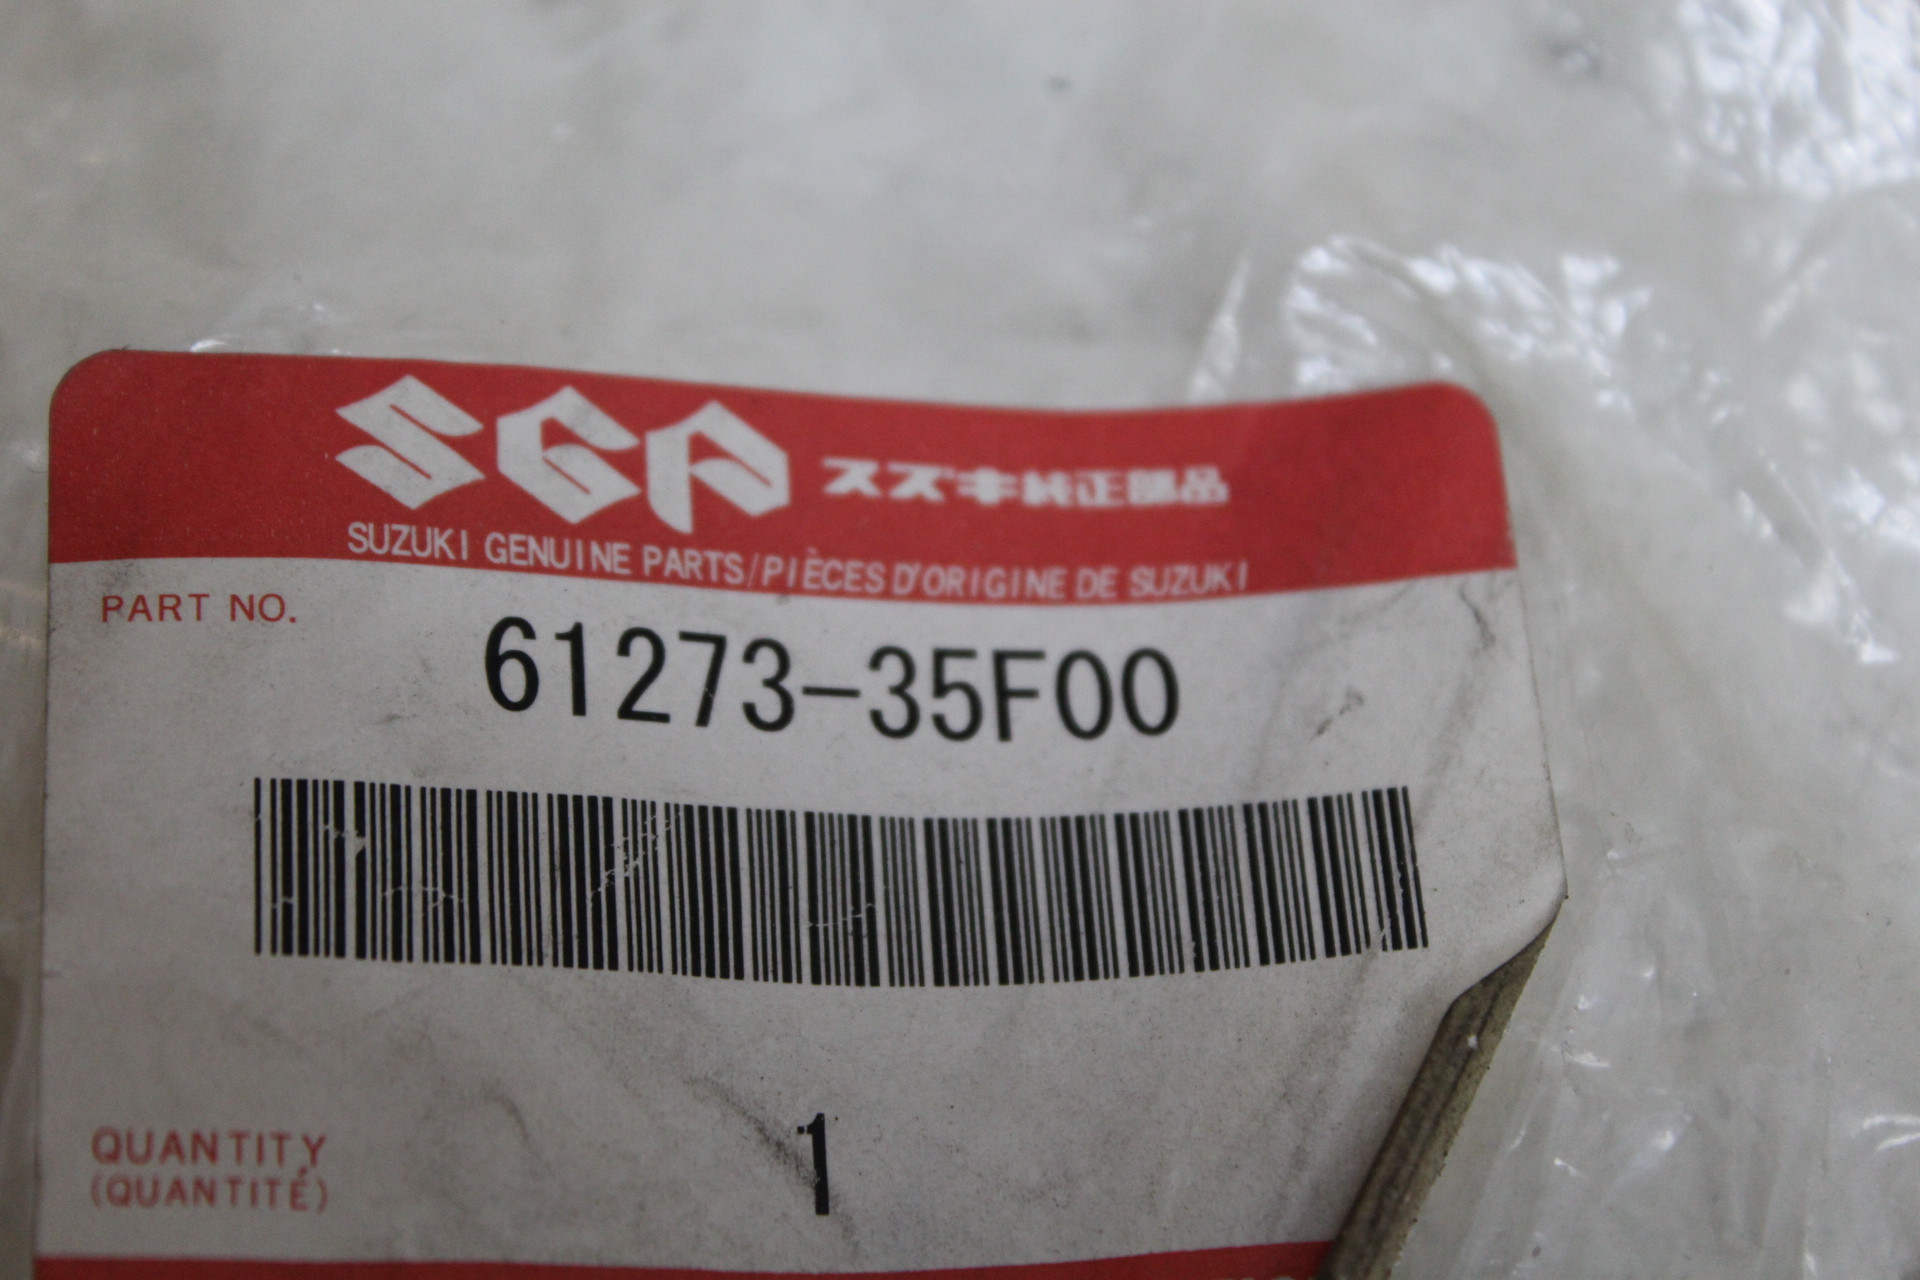 SGP スズキ純正部品
SUZUKI GENUINE PARTS/PIÈCES D'ORIGINE DE SUZUKI
PART NO. 61273-35F00
QUANTITY 1
(QUANTITÉ)